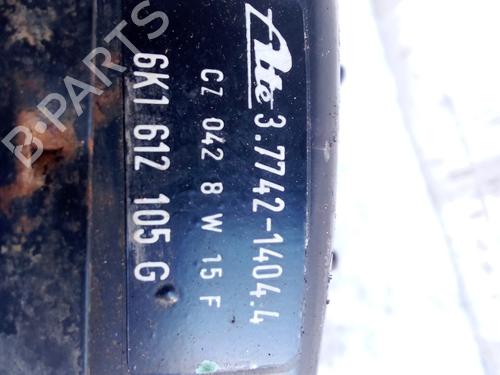 Ate 3.7742-1404.4
CZ 042 8 W 15 F
6K1 612 105 G
B-PARTS